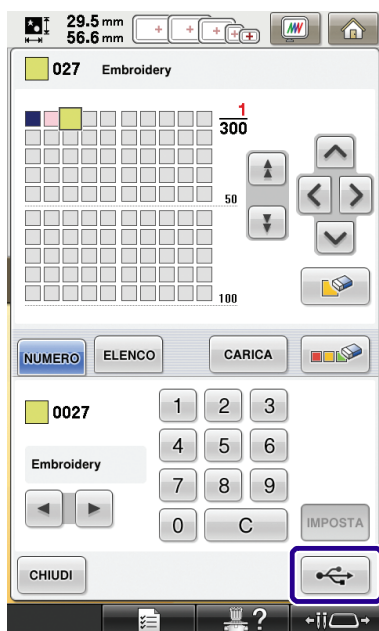 29.5 mm
56.6 mm
027 Embroidery
1
300
50
100
NUMERO ELENCO CARICA
0027
Embroidery
1 2 3
4 5 6
7 8 9
0 C IMPOSTA
CHIUDI
?